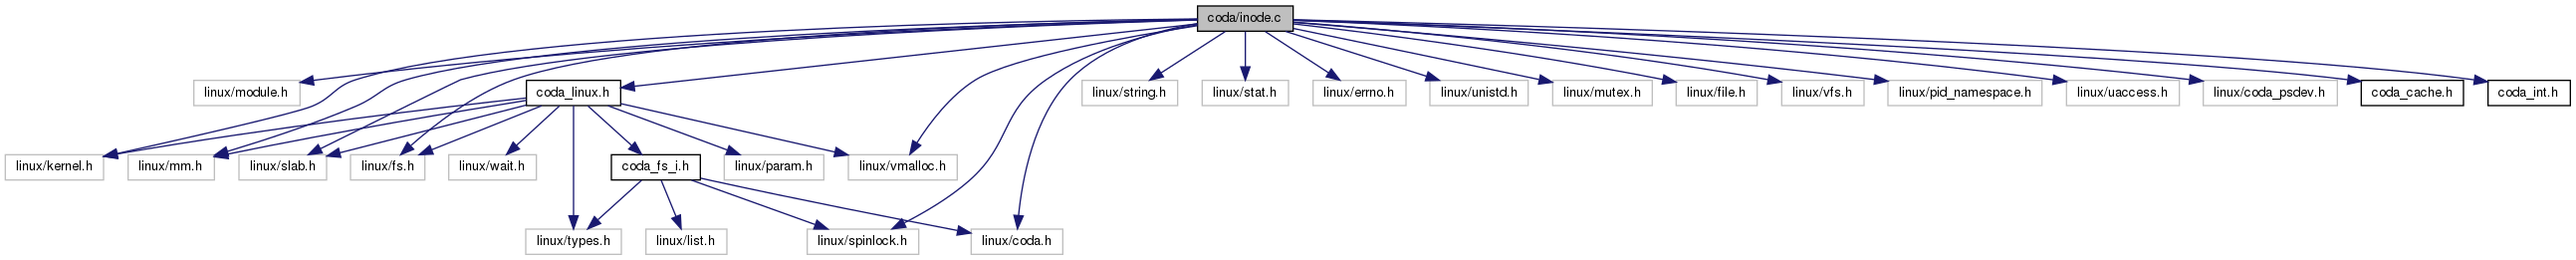 coda/inode.c
linux/module.h
coda_linux.h
linux/string.h
linux/stat.h
linux/errno.h
linux/unistd.h
linux/mutex.h
linux/file.h
linux/vfs.h
linux/pid_namespace.h
linux/uaccess.h
linux/coda_psdev.h
coda_cache.h
coda_int.h
linux/kernel.h
linux/mm.h
linux/slab.h
linux/fs.h
linux/wait.h
coda_fs_i.h
linux/param.h
linux/vmalloc.h
linux/types.h
linux/list.h
linux/spinlock.h
linux/coda.h